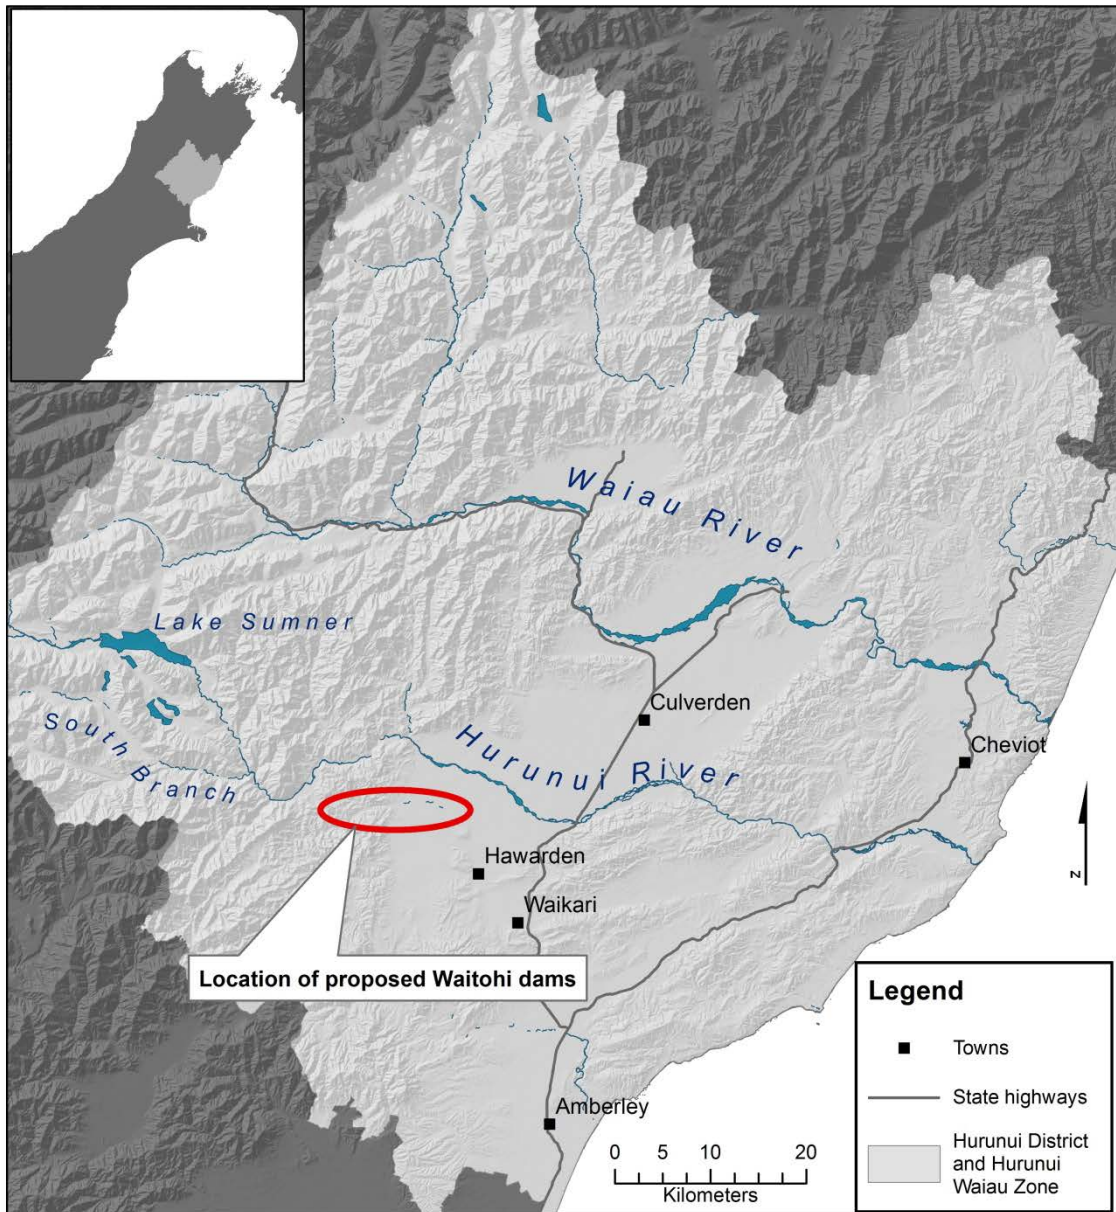 Waiau River
Lake Sumner
South Branch
Culverden
Hurunui River
Cheviot
Hawarden
Waikari
Location of proposed Waitohi dams
Amberley
N
0 5 10 20
Kilometers
Legend
Towns
State highways
Hurunui District
and Hurunui
Waiau Zone